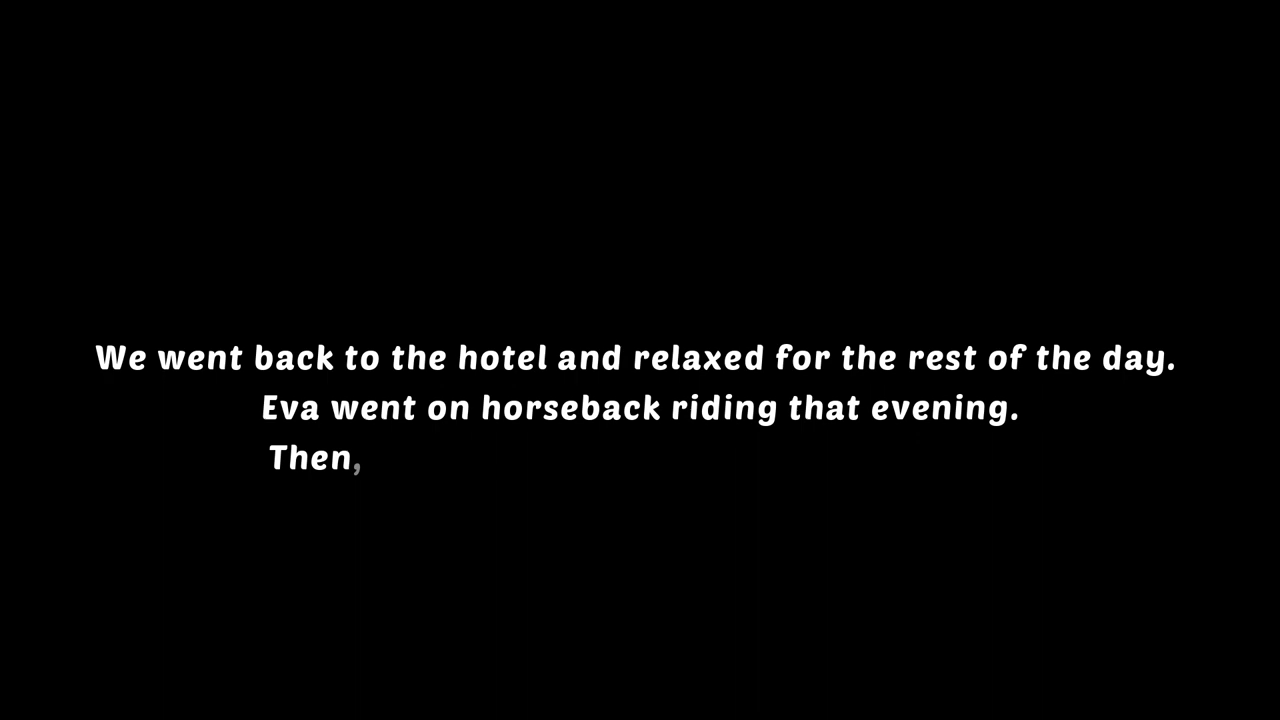 We went back to the hotel and relaxed for the rest of the day.
Eva went on horseback riding that evening.
Then,